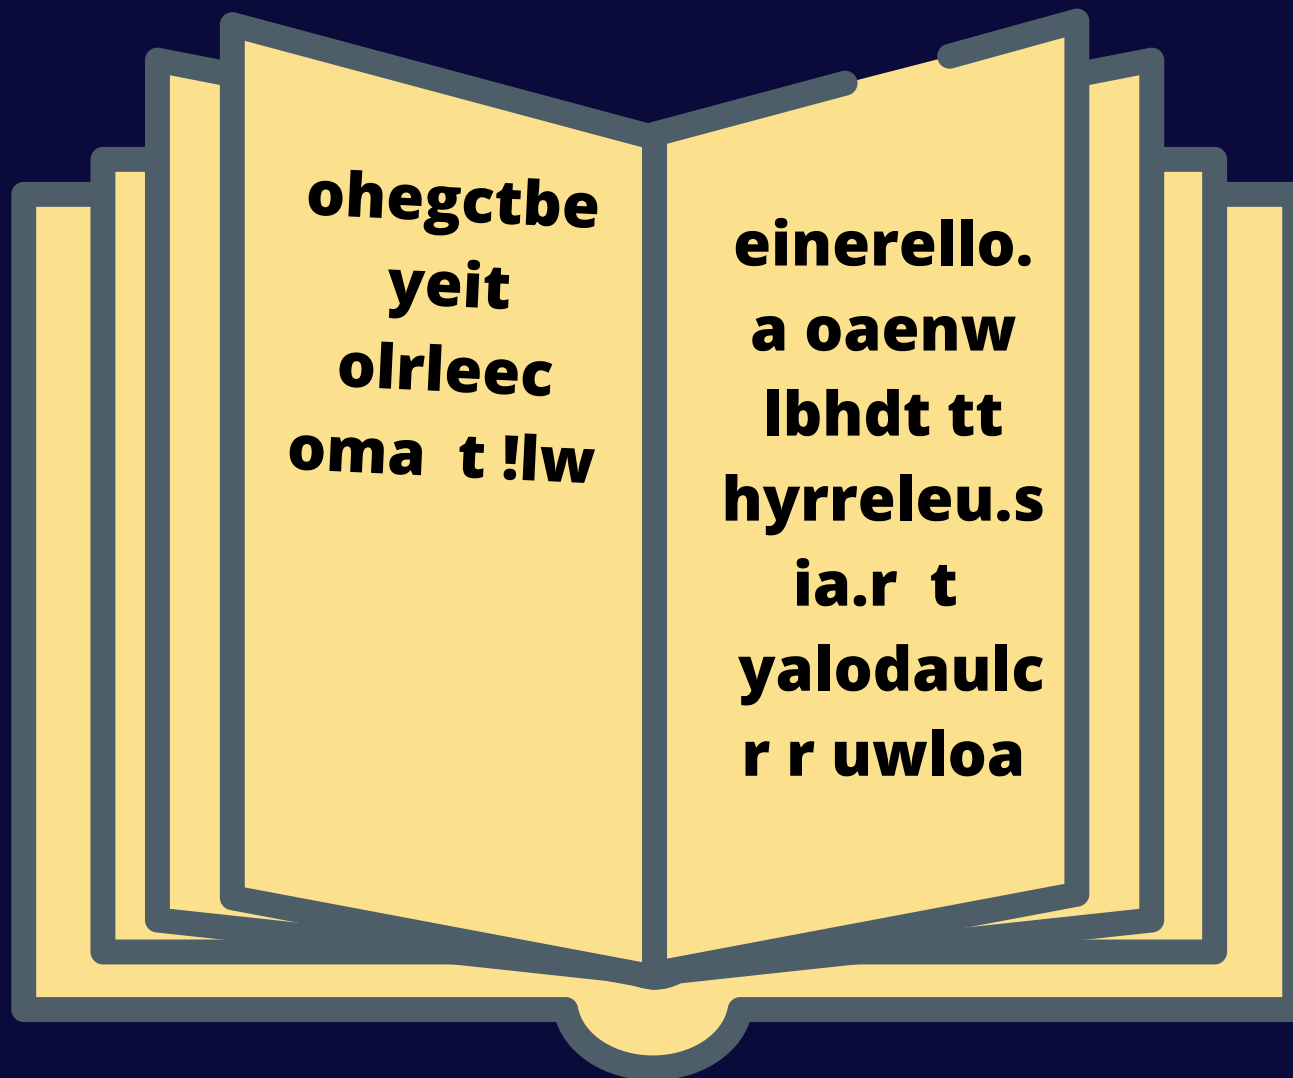 ohegctbe
yeit
olrleec
oma  t !lw
einerello.
a oaenw
lbhdt tt
hyrreleu.s
ia.r  t
yalodaulc
r r uwloa